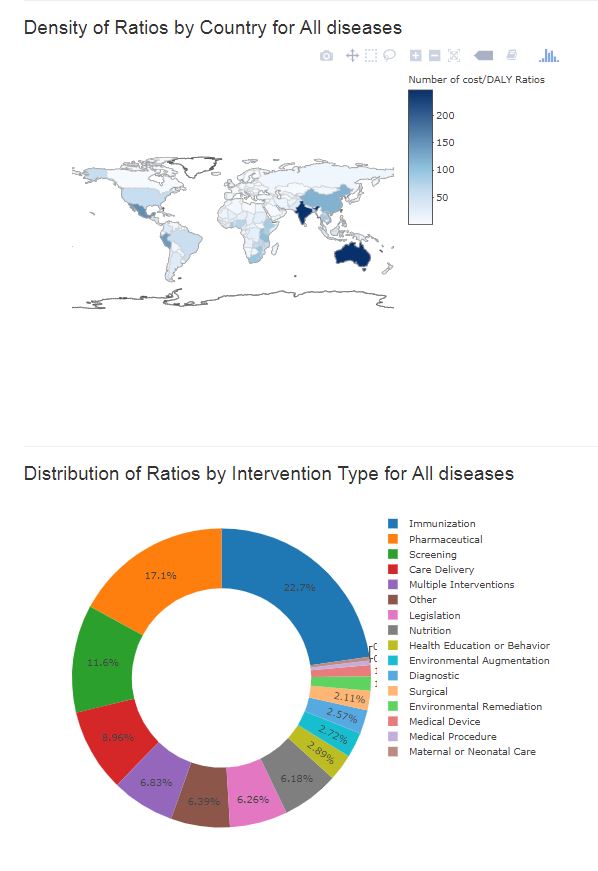 Density of Ratios by Country for All diseases
Number of cost/DALY Ratios
200
150
100
50
Distribution of Ratios by Intervention Type for All diseases
Immunization
Pharmaceutical
Screening
Care Delivery
Multiple Interventions
Other
Legislation
Nutrition
Health Education or Behavior
Environmental Augmentation
Diagnostic
Surgical
Environmental Remediation
Medical Device
Medical Procedure
Maternal or Neonatal Care
22.7%
17.1%
11.6%
8.96%
6.83%
6.39%
6.26%
6.18%
2.89%
2.72%
2.57%
2.11%